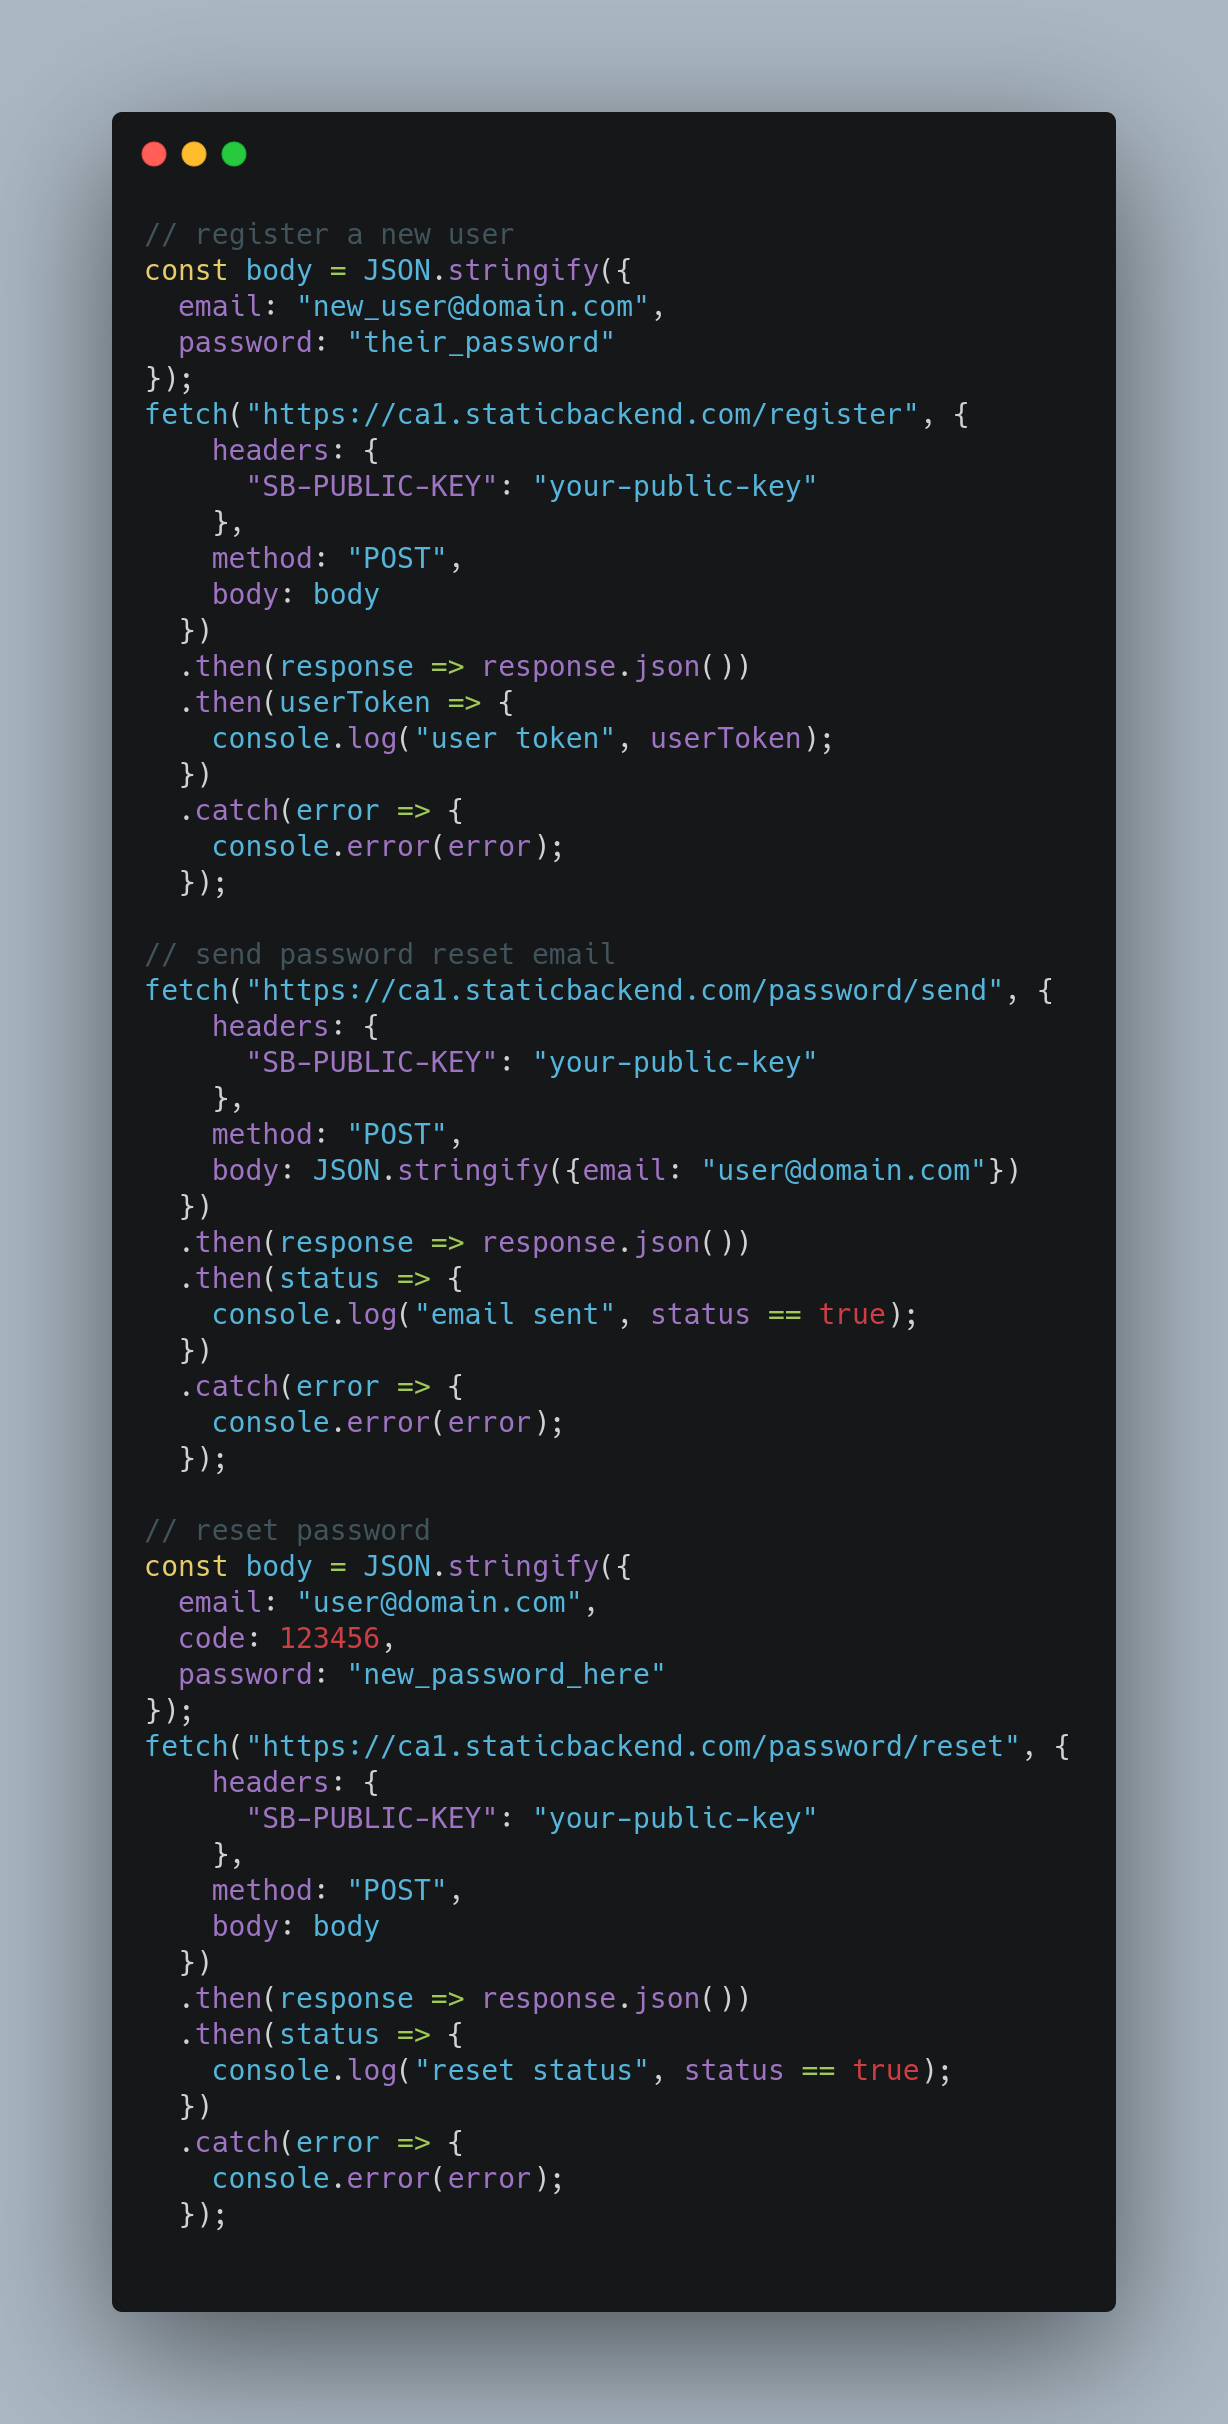 // register a new user
const body = JSON.stringify({
  email: "new_user@domain.com",
  password: "their_password"
});
fetch("https://ca1.staticbackend.com/register", {
    headers: {
      "SB-PUBLIC-KEY": "your-public-key"
    },
    method: "POST",
    body: body
  })
  .then(response => response.json())
  .then(userToken => {
    console.log("user token", userToken);
  })
  .catch(error => {
    console.error(error);
  });

// send password reset email
fetch("https://ca1.staticbackend.com/password/send", {
    headers: {
      "SB-PUBLIC-KEY": "your-public-key"
    },
    method: "POST",
    body: JSON.stringify({email: "user@domain.com"})
  })
  .then(response => response.json())
  .then(status => {
    console.log("email sent", status == true);
  })
  .catch(error => {
    console.error(error);
  });

// reset password
const body = JSON.stringify({
  email: "user@domain.com",
  code: 123456,
  password: "new_password_here"
});
fetch("https://ca1.staticbackend.com/password/reset", {
    headers: {
      "SB-PUBLIC-KEY": "your-public-key"
    },
    method: "POST",
    body: body
  })
  .then(response => response.json())
  .then(status => {
    console.log("reset status", status == true);
  })
  .catch(error => {
    console.error(error);
  });